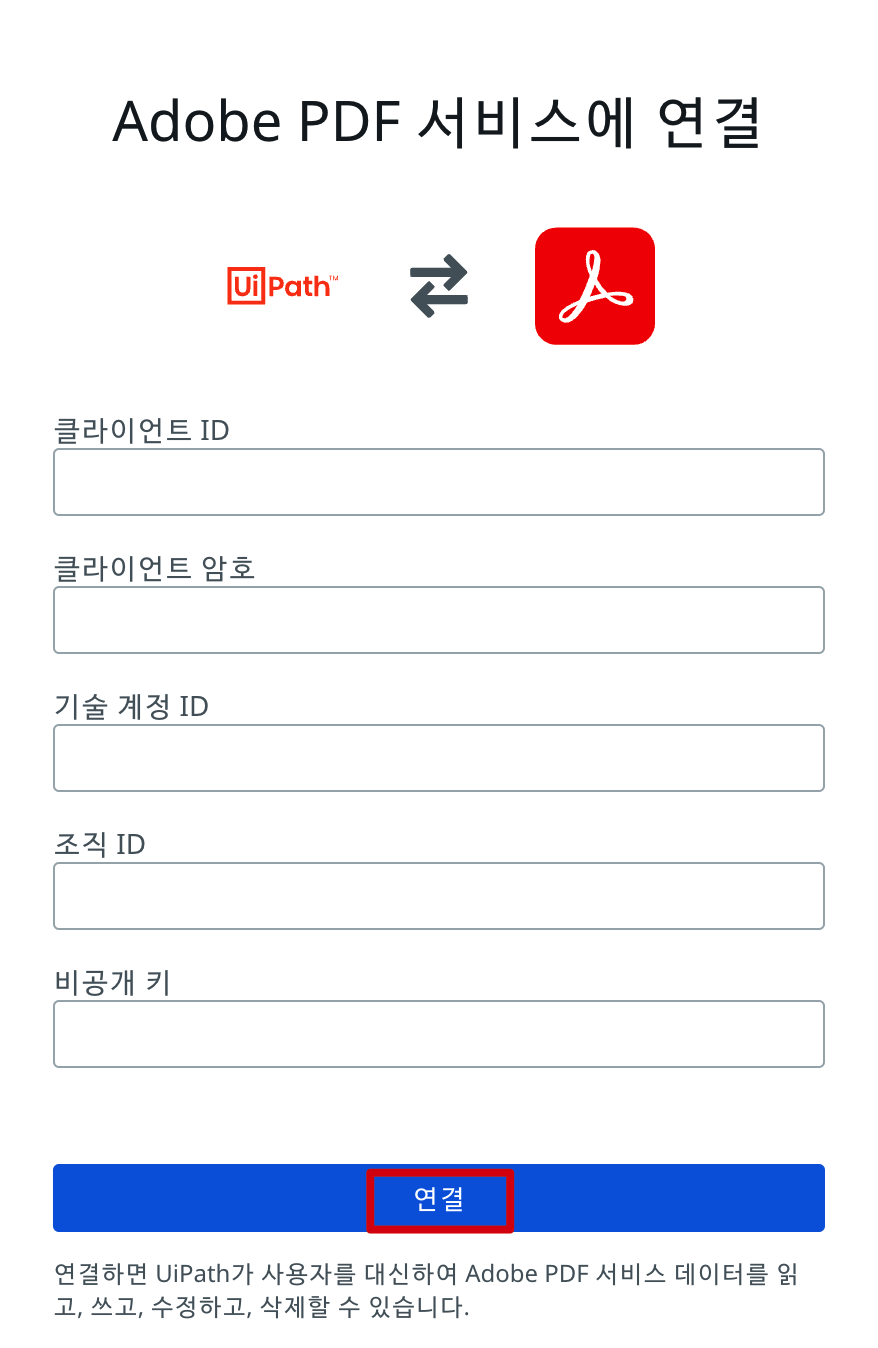 Adobe PDF 서비스에 연결
UiPath™
클라이언트 ID
클라이언트 암호
기술 계정 ID
조직 ID
비공개 키
연결
연결하면 UiPath가 사용자를 대신하여 Adobe PDF 서비스 데이터를 읽
고, 쓰고, 수정하고, 삭제할 수 있습니다.